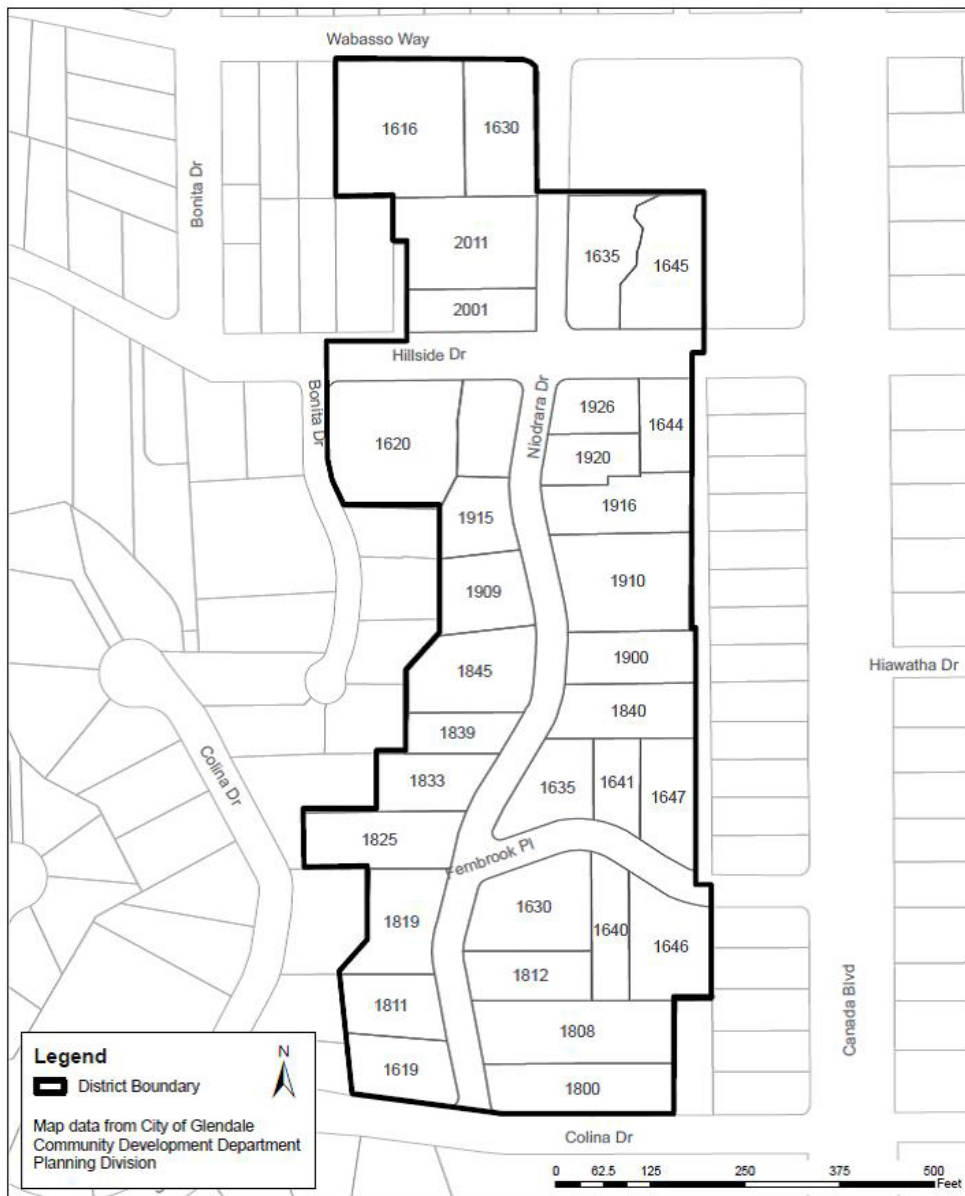 Wabasso Way
1616
1630
Bonita Dr
2011
1635
1645
2001
Hillside Dr
Bonita Dr
Niodrara Dr
1926
1644
1620
1920
1915
1916
1909
1910
1845
1900
Hiawatha Dr
1840
1839
Colina Dr
1833
1635
1641
1647
1825
Fernbrook Pl
1819
1630
1640
1646
1812
1811
1808
Canada Blvd
1619
1800
Colina Dr
Legend
District Boundary
N
Map data from City of Glendale
Community Development Department
Planning Division
0 62.5 125 250 375 500
Feet